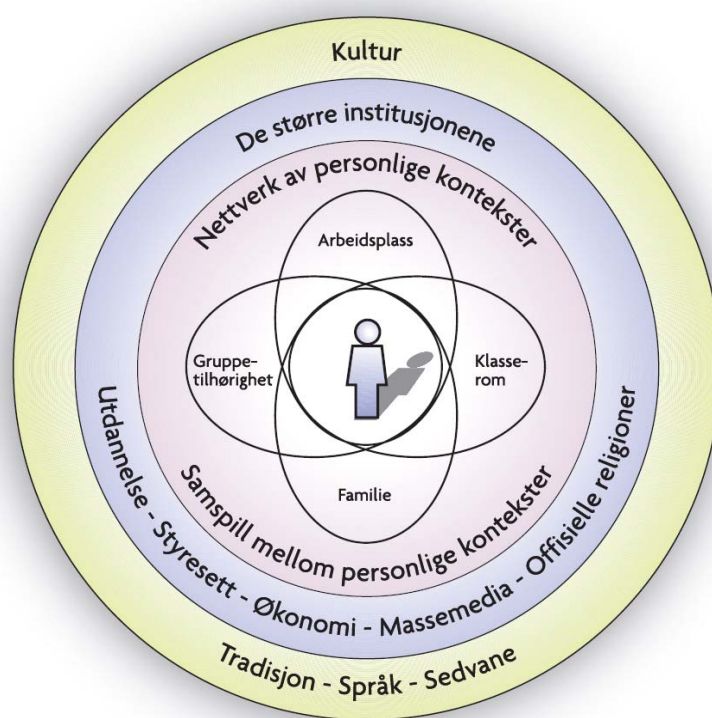 Kultur
De større institusjonene
Nettverk av personlige kontekster
Arbeidsplass
Gruppe-
tilhørighet
Klasse-
rom
Familie
Samspill mellom personlige kontekster
Utdannelse - Styresett - Økonomi - Massemedia - Offisielle religioner
Tradisjon - Språk - Sedvane